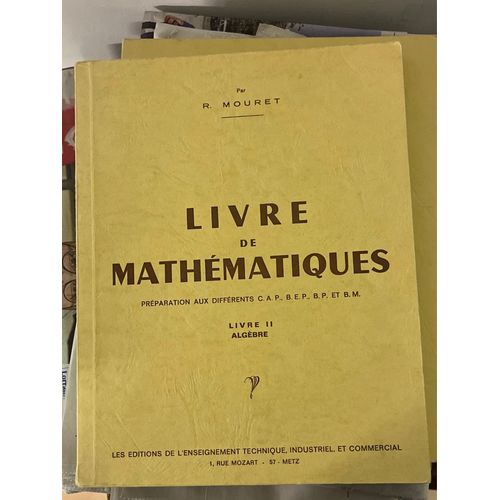 Par
R. MOURET
LIVRE
DE
MATHÉMATIQUES
PRÉPARATION AUX DIFFÉRENTS C.A.P., B.E.P., B.P. ET B.M.
LIVRE II
ALGÈBRE
LES EDITIONS DE L'ENSEIGNEMENT TECHNIQUE, INDUSTRIEL, ET COMMERCIAL
1, RUE MOZART - 57 - METZ